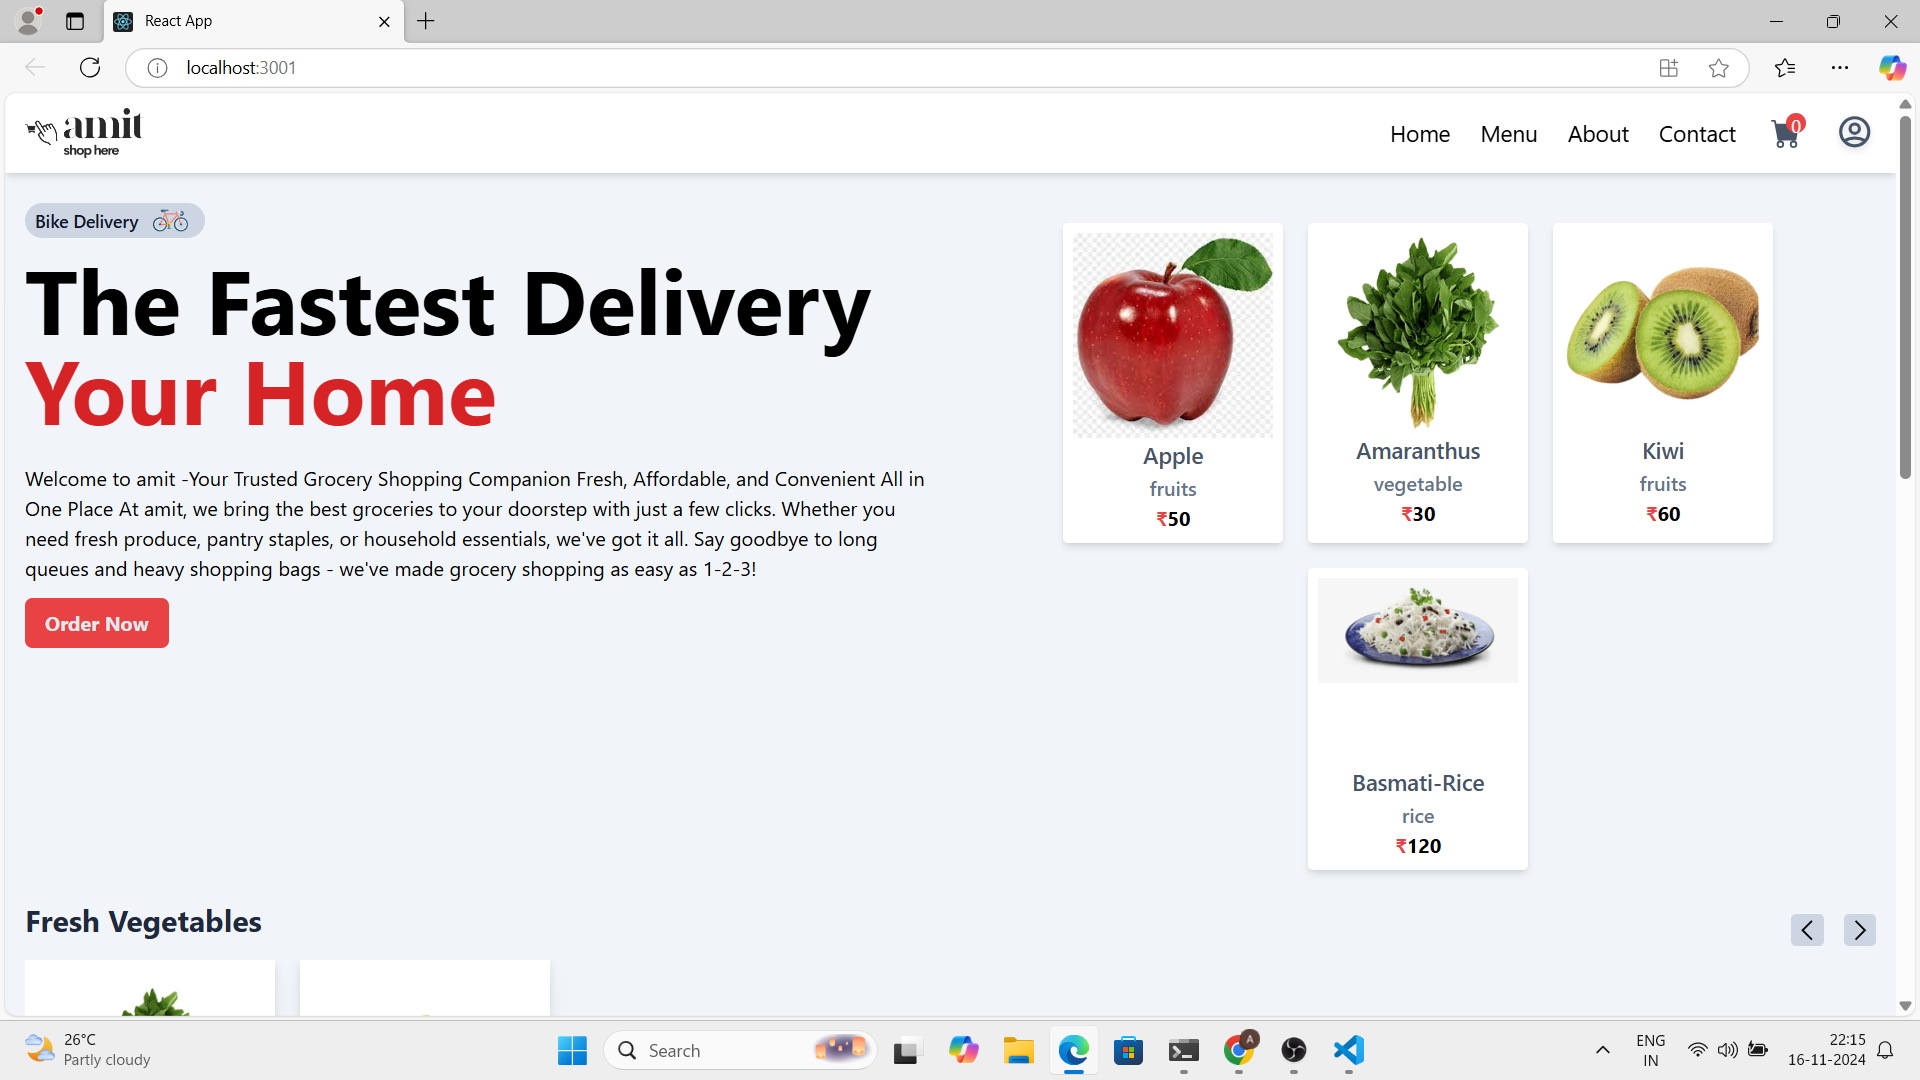 React App
localhost:3001
amit
shop here
Home
Menu
About
Contact
0
Bike Delivery
The Fastest Delivery
Your Home
Welcome to amit -Your Trusted Grocery Shopping Companion Fresh, Affordable, and Convenient All in
One Place At amit, we bring the best groceries to your doorstep with just a few clicks. Whether you
need fresh produce, pantry staples, or household essentials, we've got it all. Say goodbye to long
queues and heavy shopping bags - we've made grocery shopping as easy as 1-2-3!
Order Now
Apple
fruits
₹50
Amaranthus
vegetable
₹30
Kiwi
fruits
₹60
Basmati-Rice
rice
₹120
Fresh Vegetables
26°C
Partly cloudy
Search
A
ENG
IN
22:15
16-11-2024